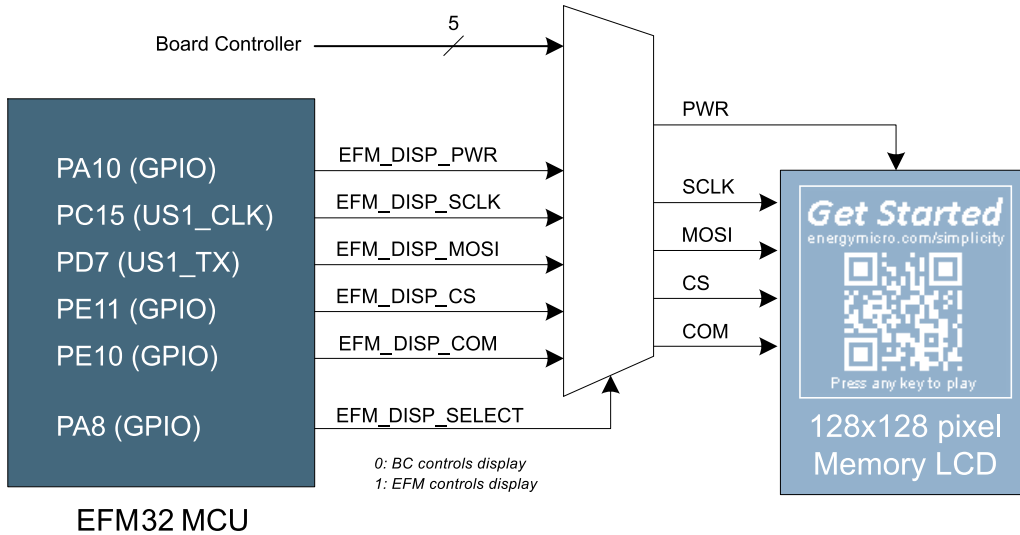 5
Board Controller
PWR
PA10 (GPIO)
EFM_DISP_PWR
PC15 (US1_CLK)
EFM_DISP_SCLK
SCLK
PD7 (US1_TX)
EFM_DISP_MOSI
MOSI
PE11 (GPIO)
EFM_DISP_CS
CS
PE10 (GPIO)
EFM_DISP_COM
COM
PA8 (GPIO)
EFM_DISP_SELECT
0: BC controls display
1: EFM controls display
EFM32 MCU
Get Started
energymicro.com/simplicity
Press any key to play
128x128 pixel
Memory LCD